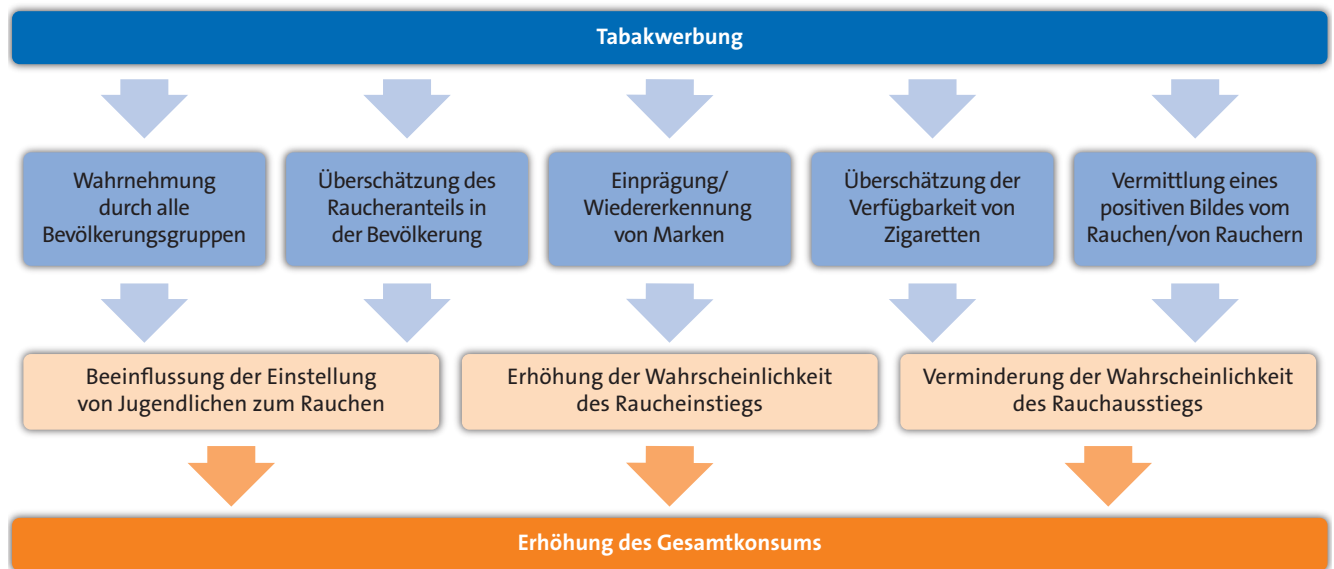 Tabakwerbung
Wahrnehmung
durch alle
Bevölkerungsgruppen
Überschätzung des
Raucheranteils in
der Bevölkerung
Einprägung/
Wiedererkennung
von Marken
Überschätzung der
Verfügbarkeit von
Zigaretten
Vermittlung eines
positiven Bildes vom
Rauchen/von Rauchern
Beeinflussung der Einstellung
von Jugendlichen zum Rauchen
Erhöhung der Wahrscheinlichkeit
des Raucheinstiegs
Verminderung der Wahrscheinlichkeit
des Rauchausstiegs
Erhöhung des Gesamtkonsums